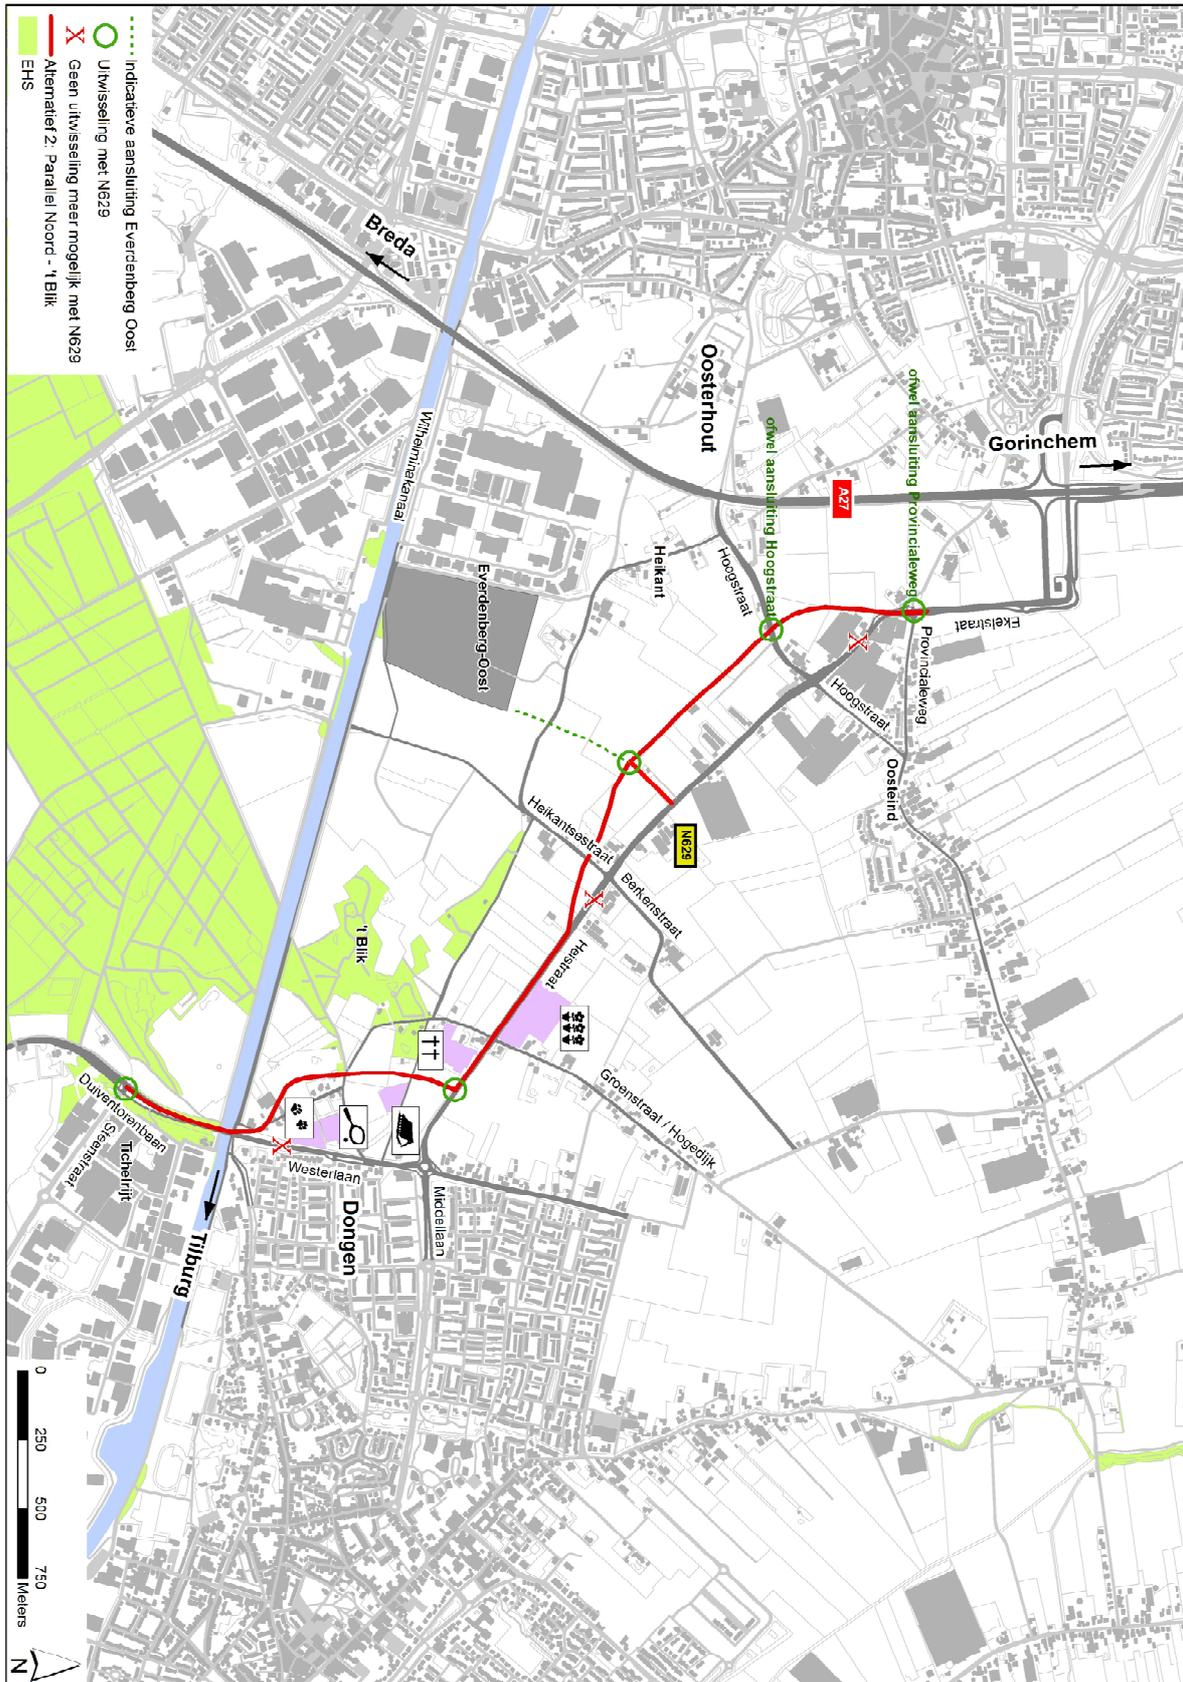 Gorinchem
A27
Ekelstraat
ofwel aansluiting Provincialeweg
Provincialeweg
ofwel aansluiting Hoogstraat
Hoogstraat
Hoogstraat
Oosteind
Oosterhout
Heikant
Breda
Wilhelminakanaal
Everdenberg-Oost
N629
Heikantsestraat
Berkenstraat
Heistraat
't Blik
Groenstraat / Hogedijk
Duiventorenbaan
Steenstraat
Tichelrijt
Westerlaan
Middellaan
Dongen
Tilburg
Indicatieve aansluiting Everdenberg Oost
Uitwisseling met N629
X Geen uitwisseling meer mogelijk met N629
Alternatief 2: Parallel Noord - 't Blik
EHS
0 250 500 750
Meters
N
X
X
X